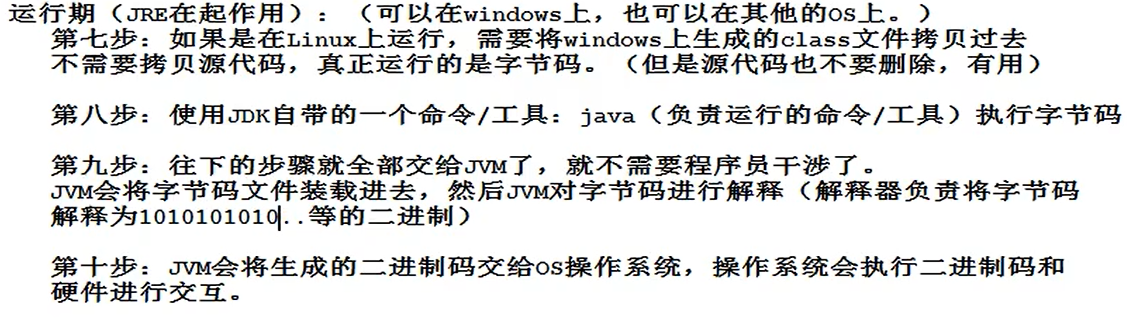 运行期（JRE在起作用）：（可以在windows上，也可以在其他的OS上。）
第七步：如果是在Linux上运行，需要将windows上生成的class文件拷贝过去
不需要拷贝源代码，真正运行的是字节码。（但是源代码也不要删除，有用）
第八步：使用JDK自带的一个命令/工具：java（负责运行的命令/工具）执行字节码
第九步：往下的步骤就全部交给JVM了，就不需要程序员干涉了。
JVM会将字节码文件装载进去，然后JVM对字节码进行解释（解释器负责将字节码
解释为1010101010..等的二进制）
第十步：JVM会将生成的二进制码交给OS操作系统，操作系统会执行二进制码和
硬件进行交互。